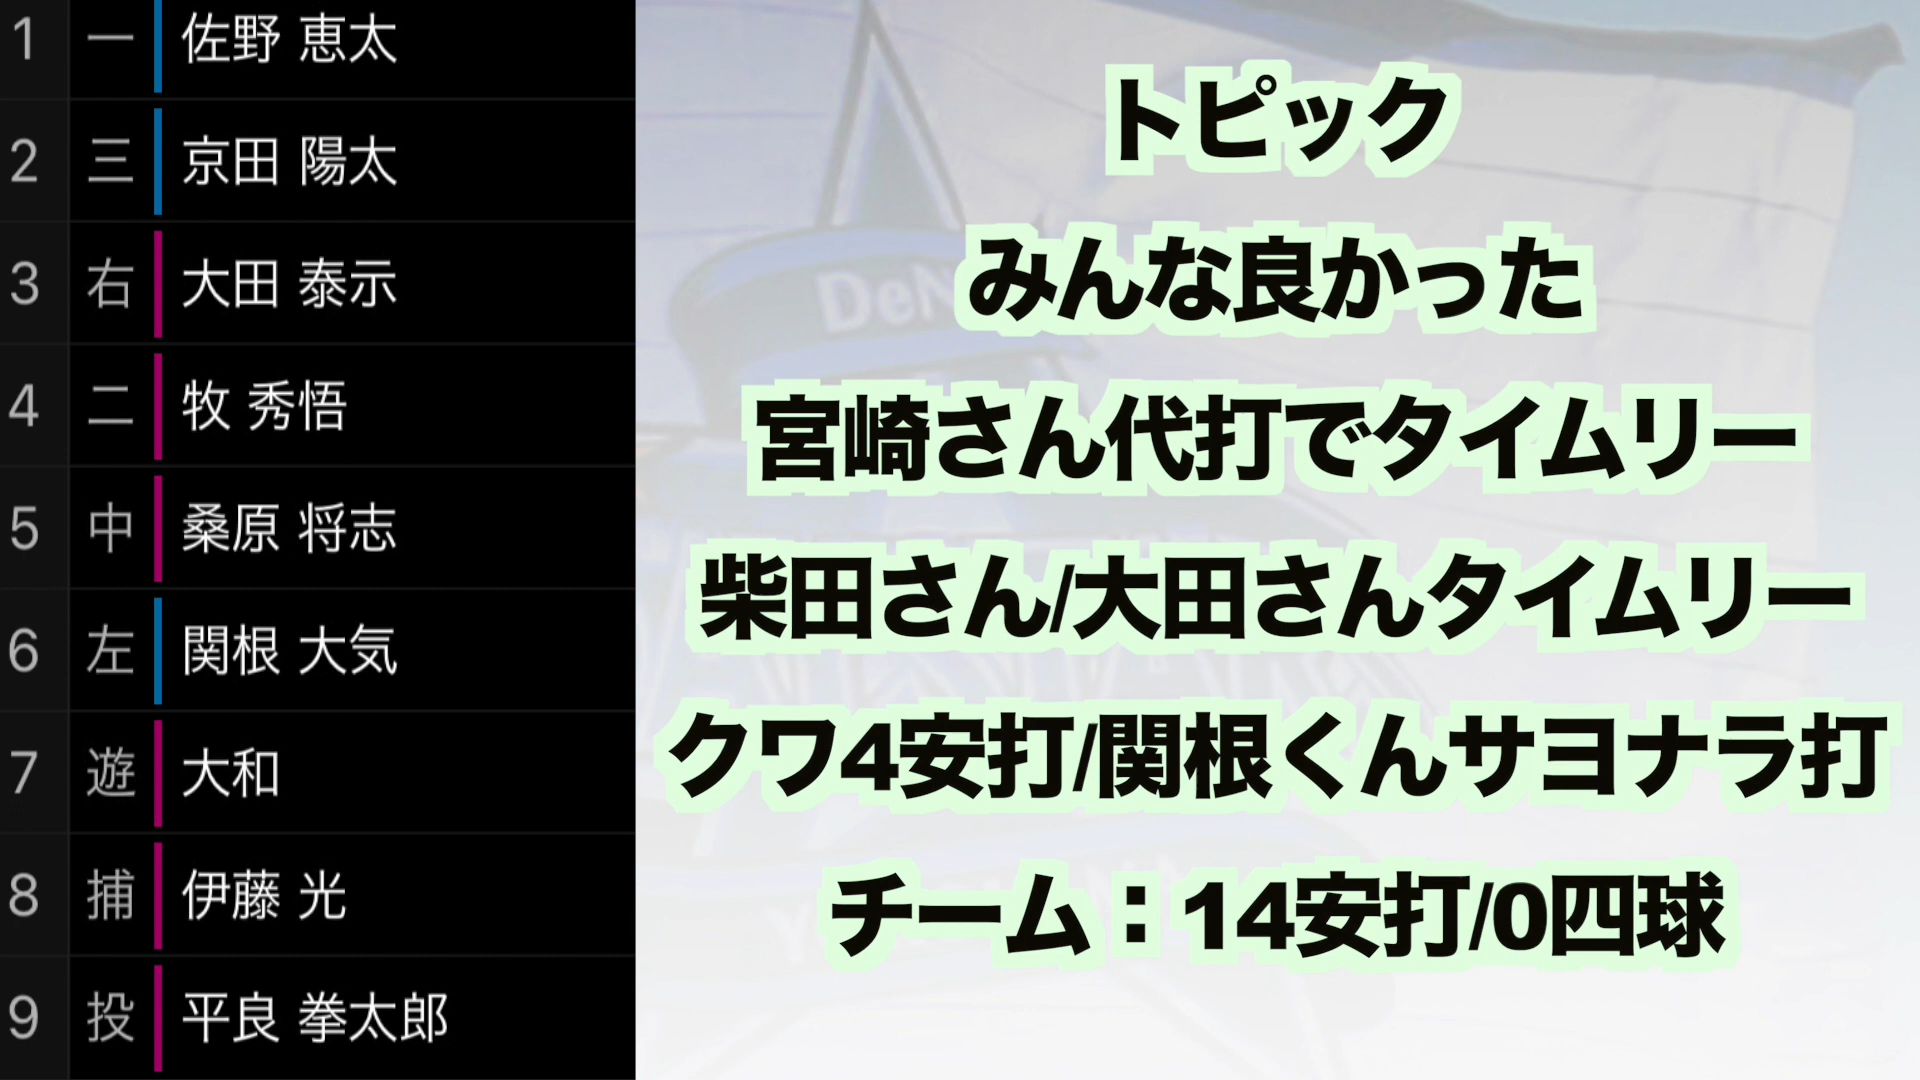 1 一 佐野 恵太
2 三 京田 陽太
3 右 大田 泰示
4 二 牧 秀悟
5 中 桑原 将志
6 左 関根 大気
7 遊 大和
8 捕 伊藤 光
9 投 平良 拳太郎
トピック
みんな良かった
宮崎さん代打でタイムリー
柴田さん/大田さんタイムリー
クワ4安打/関根くんサヨナラ打
チーム：14安打/0四球